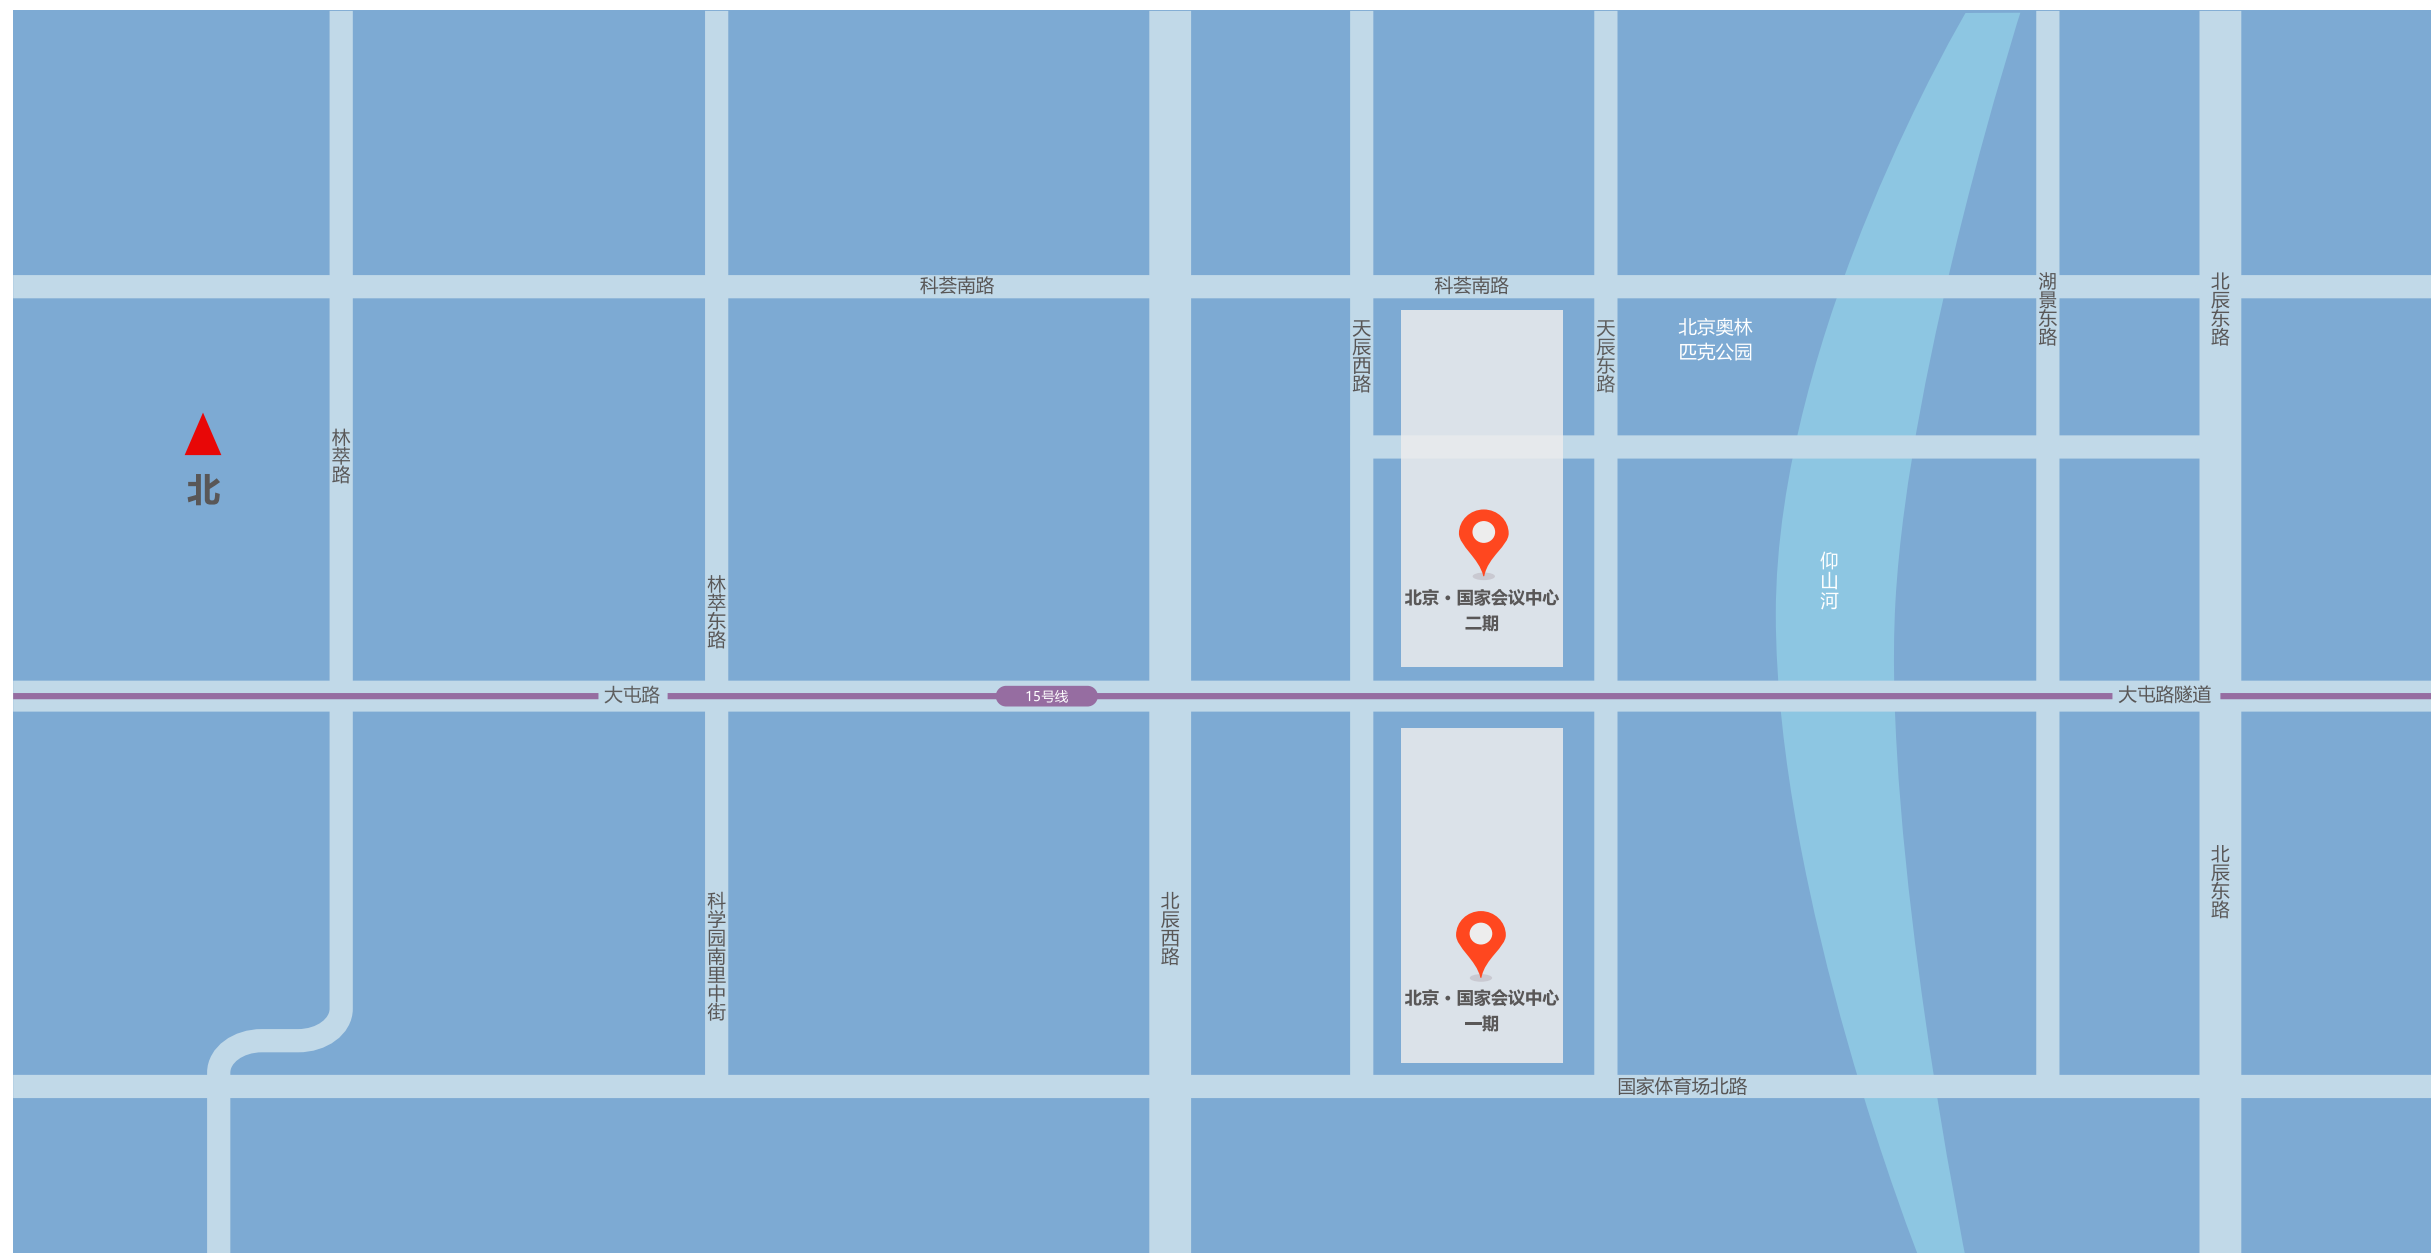 科荟南路
科荟南路
湖景东路
北辰东路
天辰西路
天辰东路
北京奥林
匹克公园
林萃路
北
仰山河
林萃东路
北京·国家会议中心
二期
大屯路
15号线
大屯路隧道
北辰东路
科学园南里中街
北辰西路
北京·国家会议中心
一期
国家体育场北路